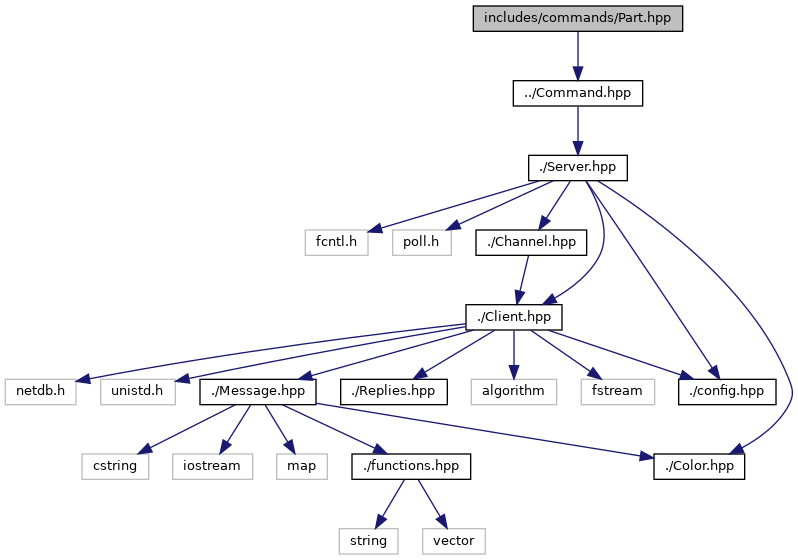 includes/commands/Part.hpp
../Command.hpp
./Server.hpp
fcntl.h
poll.h
./Channel.hpp
./Client.hpp
netdb.h
unistd.h
./Message.hpp
./Replies.hpp
algorithm
fstream
./config.hpp
cstring
iostream
map
./functions.hpp
./Color.hpp
string
vector